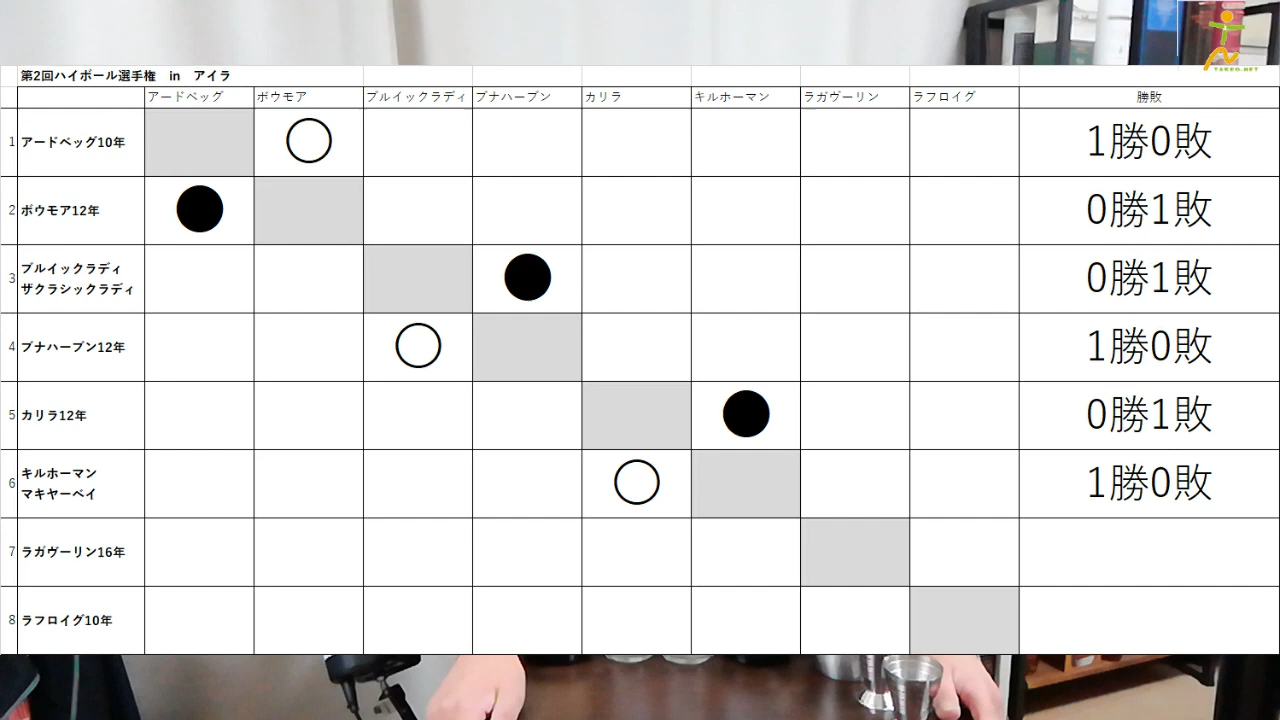 TAKEO.NET
第2回ハイボール選手権 in アイラ
アードベッグ ボウモア ブルイックラディ ブナハーブン カリラ キルホーマン ラガヴーリン ラフロイグ 勝敗
1 アードベッグ10年 1勝0敗
2 ボウモア12年 0勝1敗
3 ブルイックラディ
ザクラシックラディ 0勝1敗
4 ブナハーブン12年 1勝0敗
5 カリラ12年 0勝1敗
6 キルホーマン
マキヤーベイ 1勝0敗
7 ラガヴーリン16年
8 ラフロイグ10年